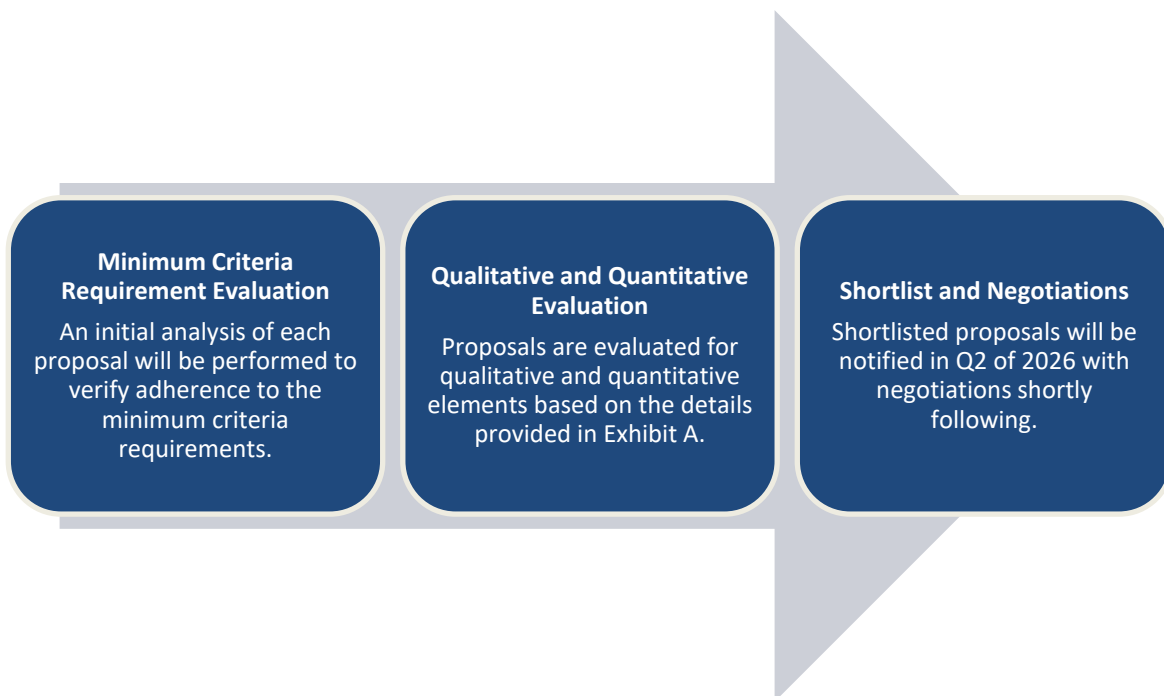 Minimum Criteria
Requirement Evaluation
An initial analysis of each
proposal will be performed to
verify adherence to the
minimum criteria
requirements.
Qualitative and Quantitative
Evaluation
Proposals are evaluated for
qualitative and quantitative
elements based on the details
provided in Exhibit A.
Shortlist and Negotiations
Shortlisted proposals will be
notified in Q2 of 2026 with
negotiations shortly
following.